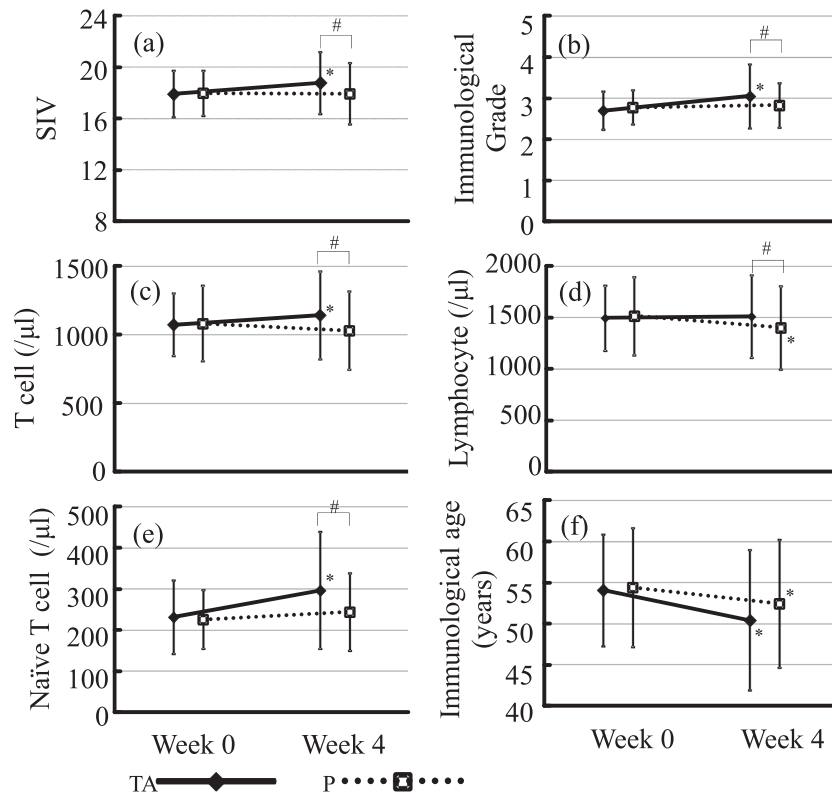 24
20
16
12
8
SIV
(a)
#
*
5
4
3
2
1
0
Immunological
Grade
(b)
#
*
1500
1000
500
0
T cell (/μl)
(c)
#
*
2000
1500
1000
500
0
Lymphocyte (/μl)
(d)
#
*
500
400
300
200
100
0
Naïve T cell (/μl)
(e)
#
*
65
60
55
50
45
40
Immunological age
(years)
(f)
*
*
Week 0 Week 4
Week 0 Week 4
TA P